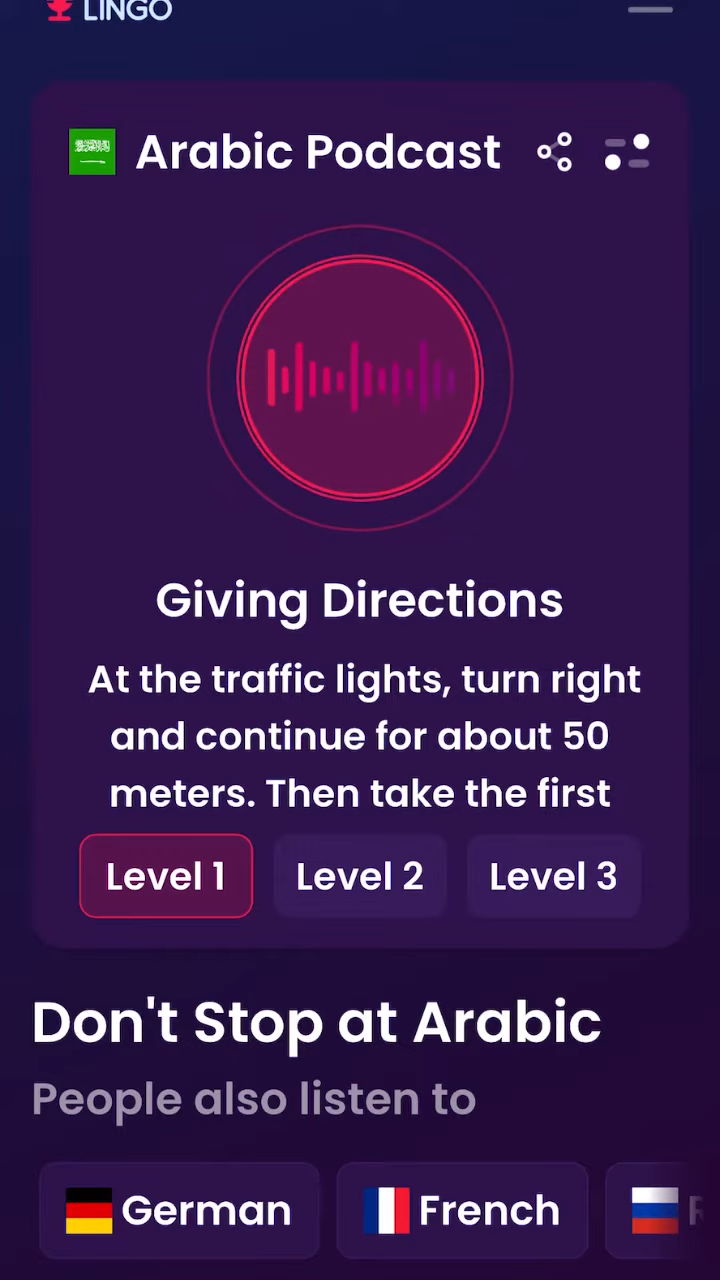 LINGO
Arabic Podcast
Giving Directions
At the traffic lights, turn right
and continue for about 50
meters. Then take the first
Level 1
Level 2
Level 3
Don't Stop at Arabic
People also listen to
German
French